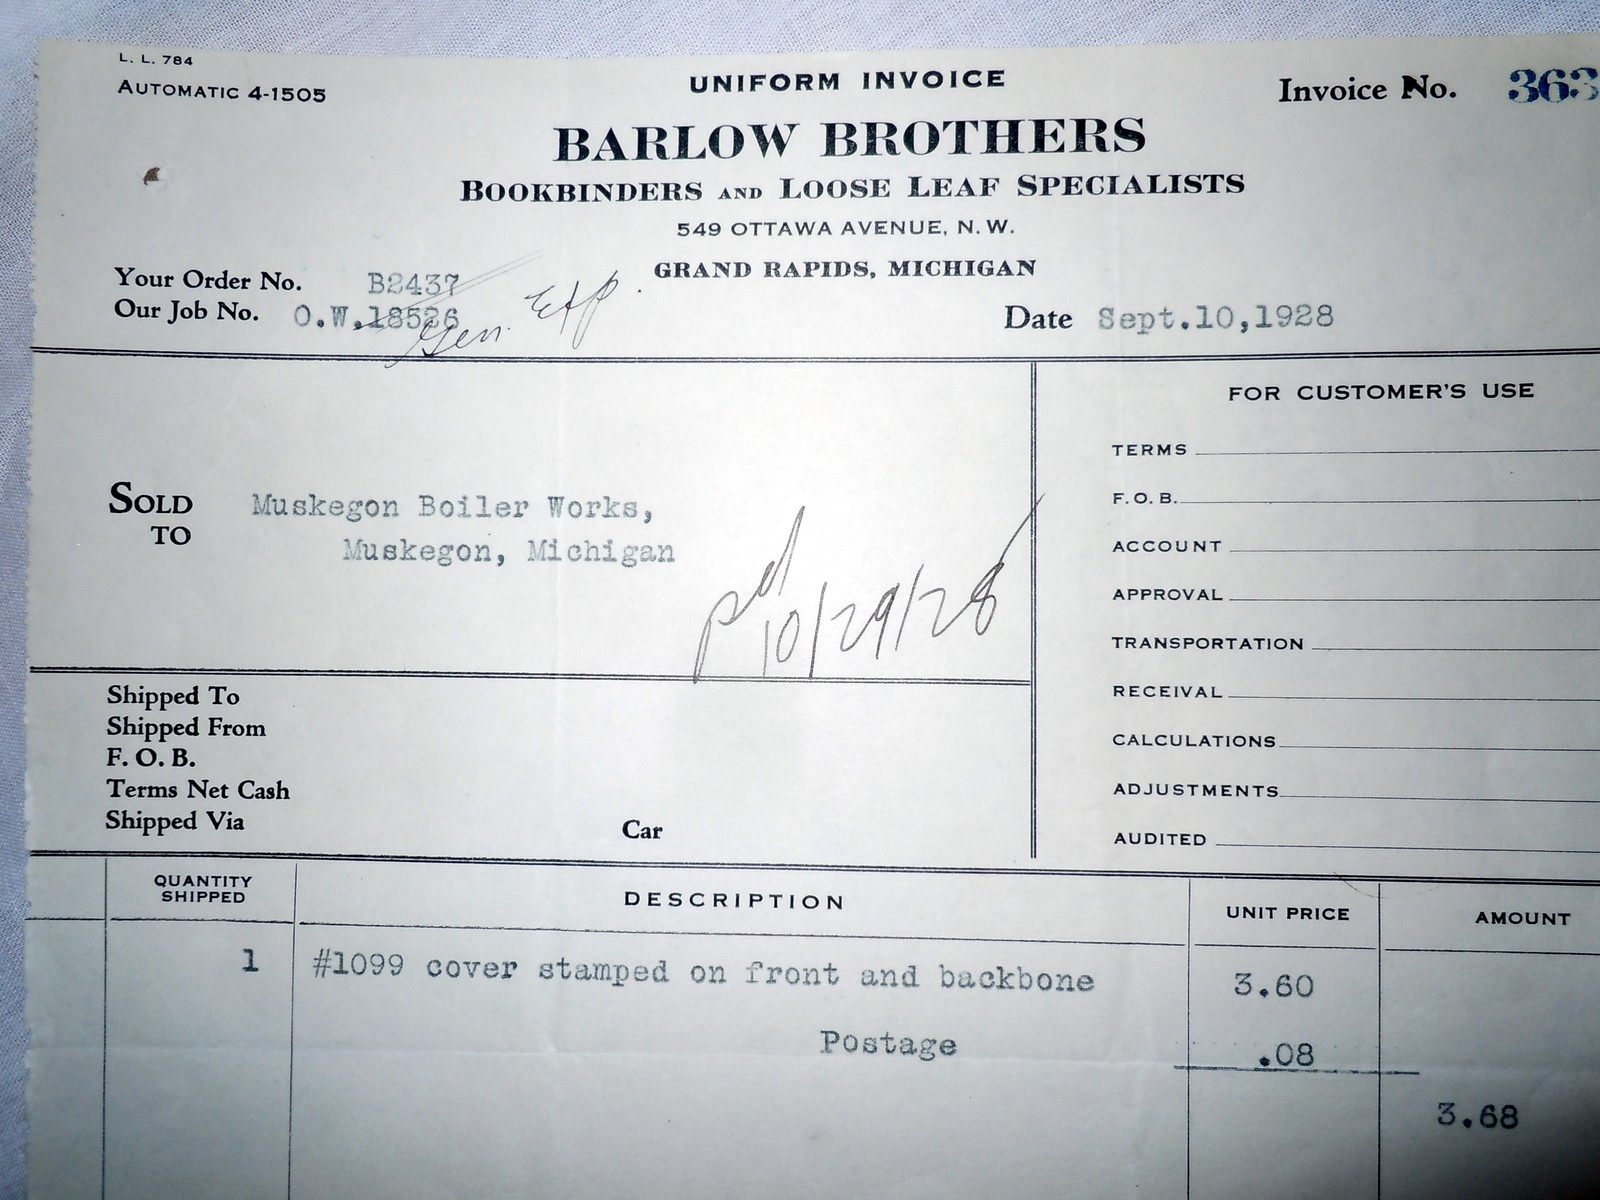 L. L. 784
AUTOMATIC 4-1505
UNIFORM INVOICE
Invoice No. 363
BARLOW BROTHERS
BOOKBINDERS AND LOOSE LEAF SPECIALISTS
549 OTTAWA AVENUE, N. W.
GRAND RAPIDS, MICHIGAN
Your Order No. B2437
Our Job No. O.W.18526
Gen. Exp.
Date Sept.10,1928
FOR CUSTOMER'S USE
TERMS
F. O. B.
ACCOUNT
APPROVAL
TRANSPORTATION
RECEIVAL
CALCULATIONS
ADJUSTMENTS
AUDITED
SOLD TO
Muskegon Boiler Works,
Muskegon, Michigan
pd 10/29/28
Shipped To
Shipped From
F. O. B.
Terms Net Cash
Shipped Via
Car
QUANTITY SHIPPED
DESCRIPTION
UNIT PRICE
AMOUNT
1 #1099 cover stamped on front and backbone 3.60
Postage .08
3.68